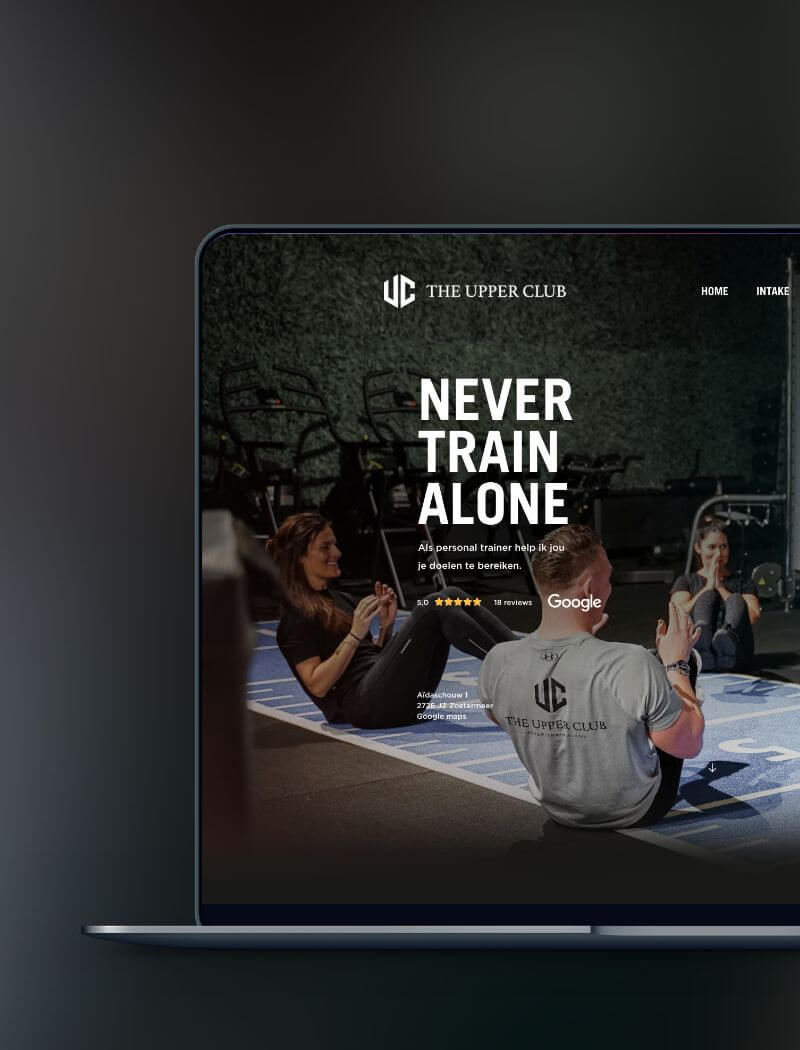 UC THE UPPER CLUB
HOME INTAKE
NEVER
TRAIN
ALONE
Als personal trainer help ik jou
je doelen te bereiken.
5,0 18 reviews Google
Aïdaschouw 1
2726 JZ Zoetermeer
Google maps
UC
THE UPPER CLUB
NEVER TRAIN ALONE